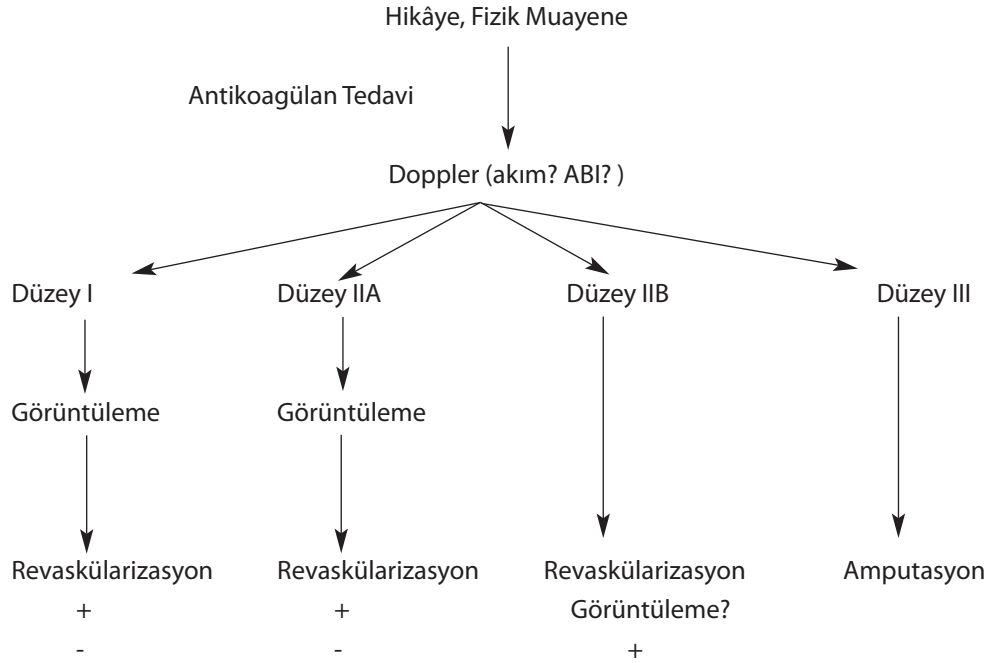 Hikâye, Fizik Muayene
Antikoagülan Tedavi
Doppler (akım? ABI? )
Düzey I Düzey IIA Düzey IIB Düzey III
Görüntüleme Görüntüleme
Revaskülarizasyon Revaskülarizasyon Revaskülarizasyon Amputasyon
+ + Görüntüleme?
- - +